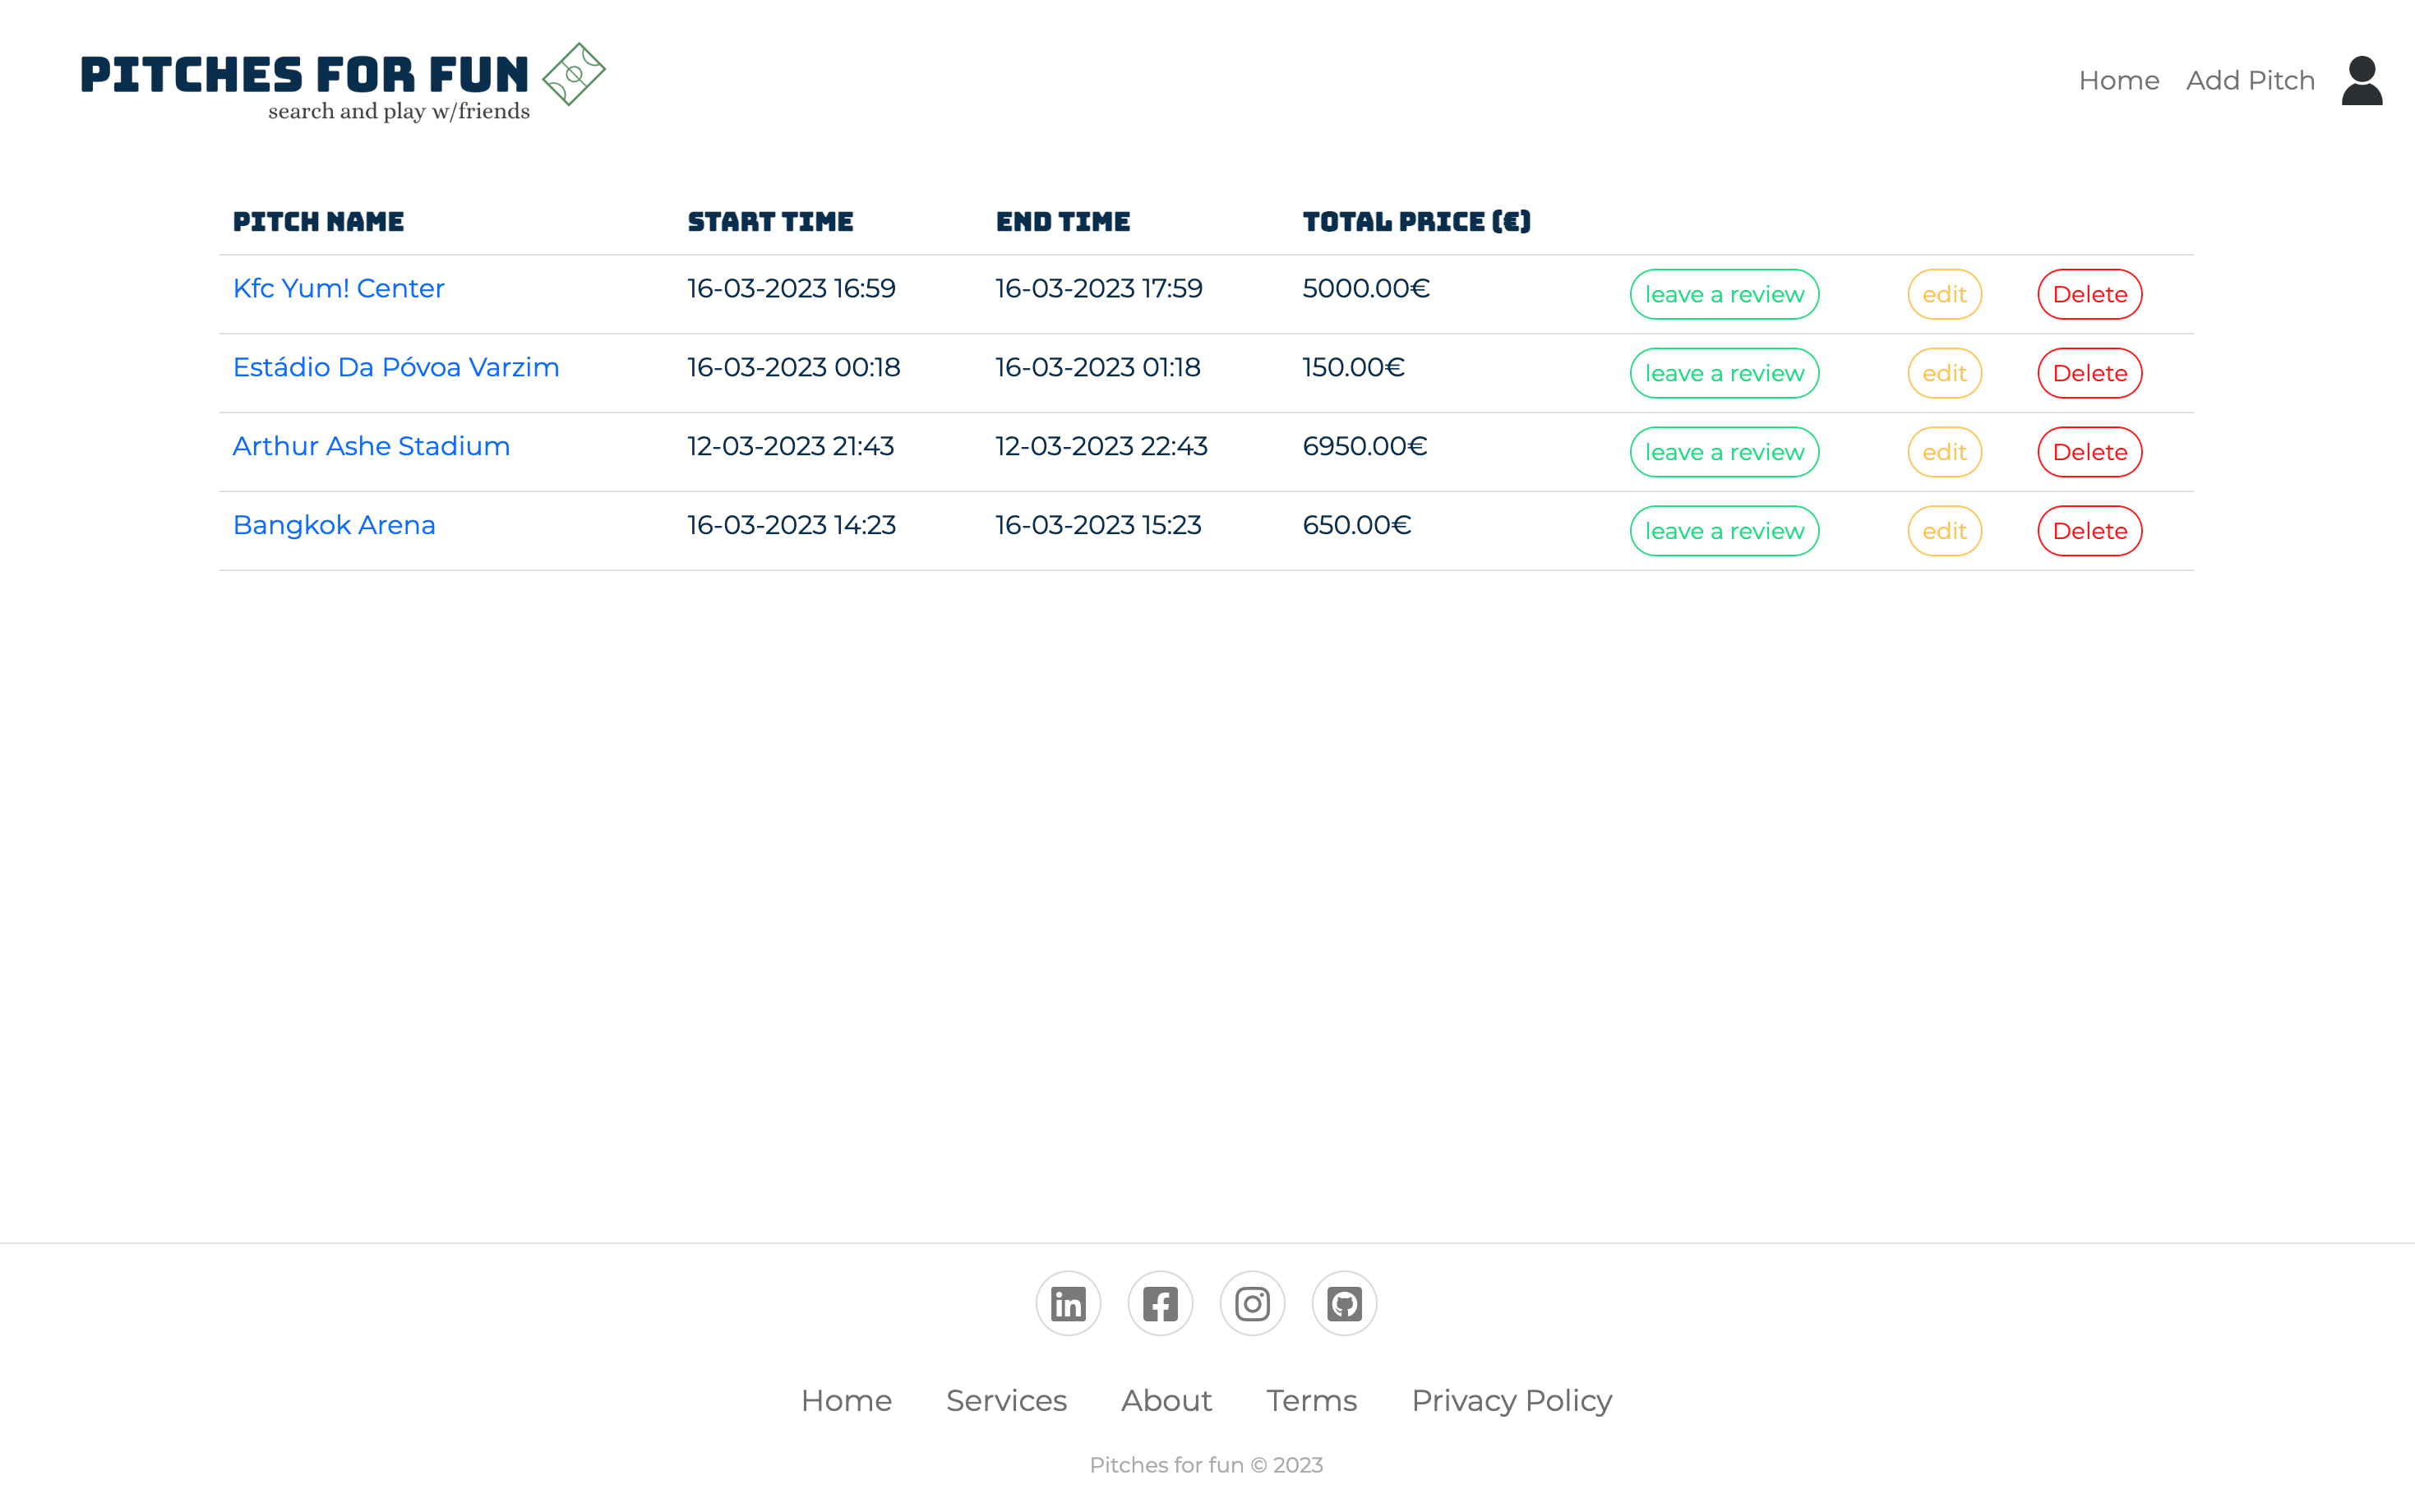 PITCHES FOR FUN
search and play w/friends
Home Add Pitch
PITCH NAME START TIME END TIME TOTAL PRICE (€)
Kfc Yum! Center 16-03-2023 16:59 16-03-2023 17:59 5000.00€ leave a review edit Delete
Estádio Da Póvoa Varzim 16-03-2023 00:18 16-03-2023 01:18 150.00€ leave a review edit Delete
Arthur Ashe Stadium 12-03-2023 21:43 12-03-2023 22:43 6950.00€ leave a review edit Delete
Bangkok Arena 16-03-2023 14:23 16-03-2023 15:23 650.00€ leave a review edit Delete
Home Services About Terms Privacy Policy
Pitches for fun © 2023